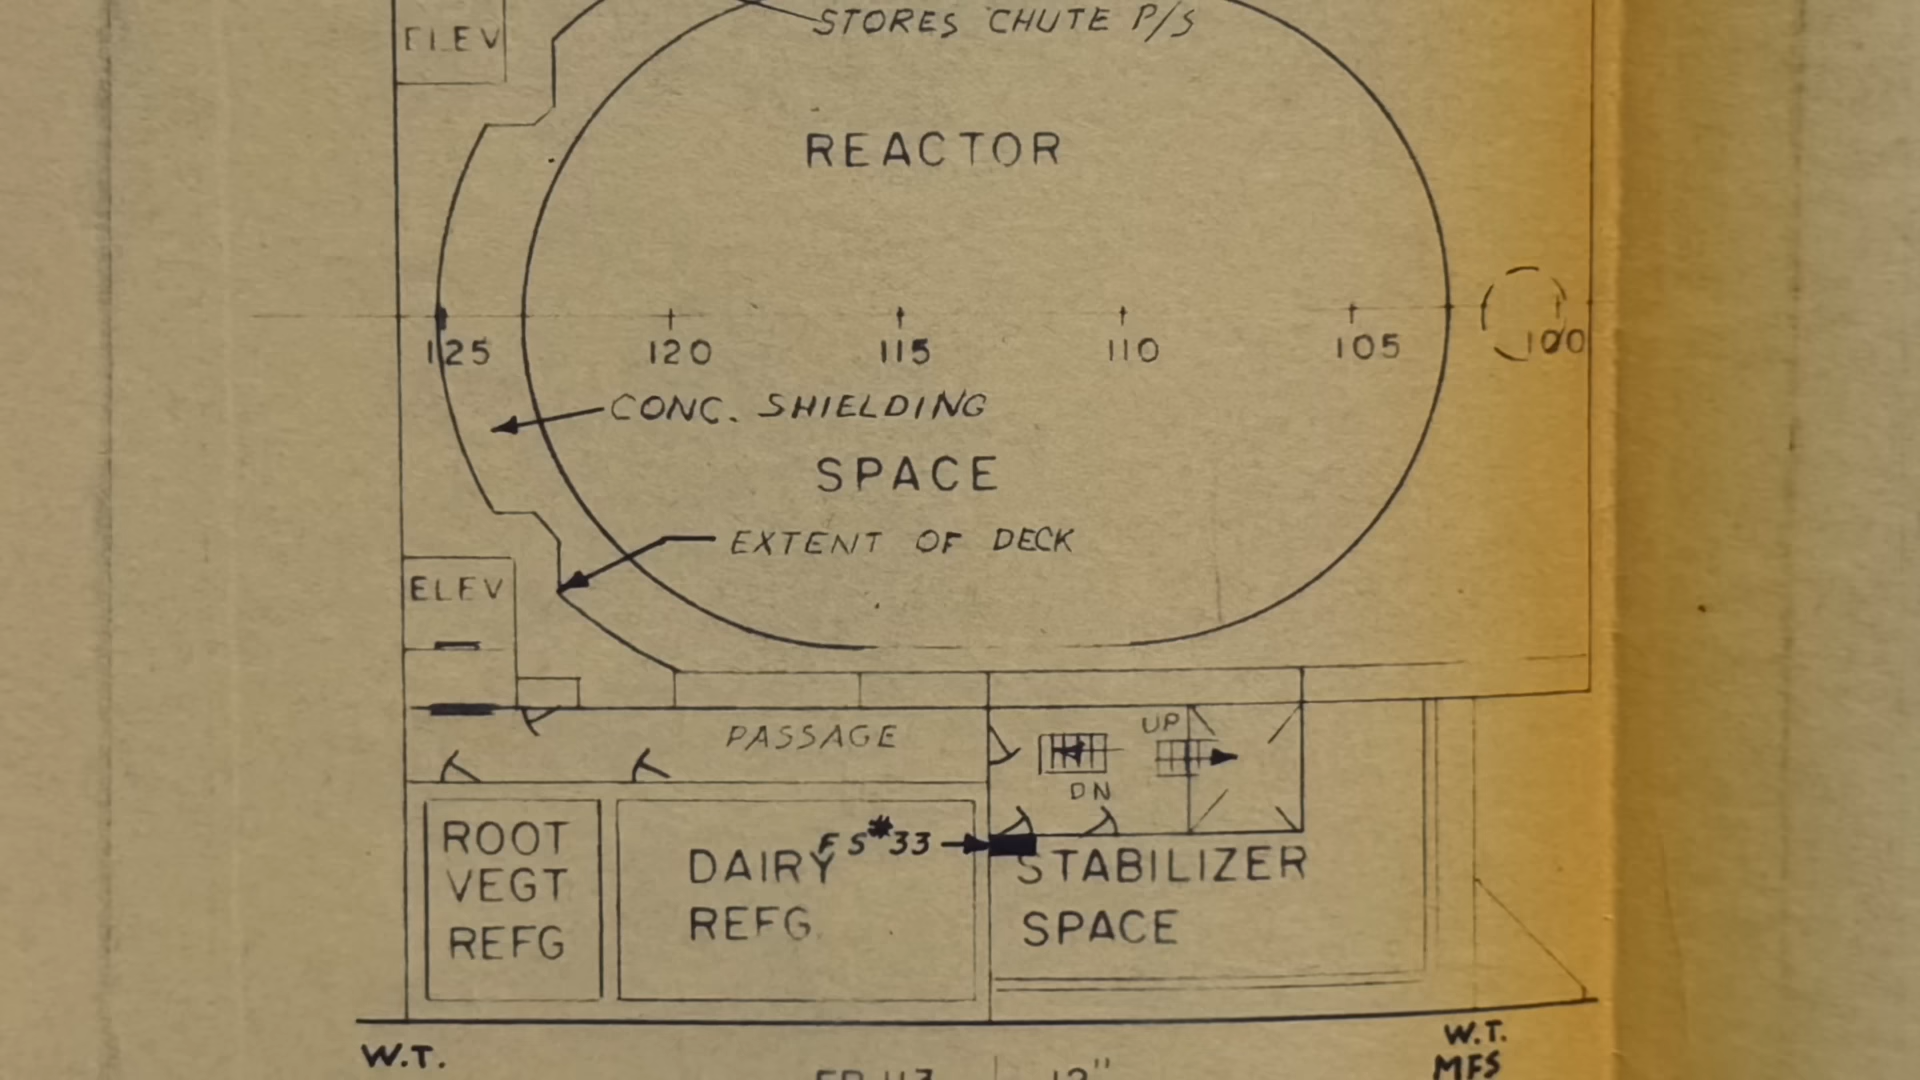 STORES CHUTE P/S
ELEV
REACTOR
125 120 115 110 105 100
CONC. SHIELDING
SPACE
EXTENT OF DECK
ELEV
PASSAGE
UP
DN
FS#33
ROOT
VEGT
REFG
DAIRY
REFG.
STABILIZER
SPACE
W.T.
W.T.
MFS
12"